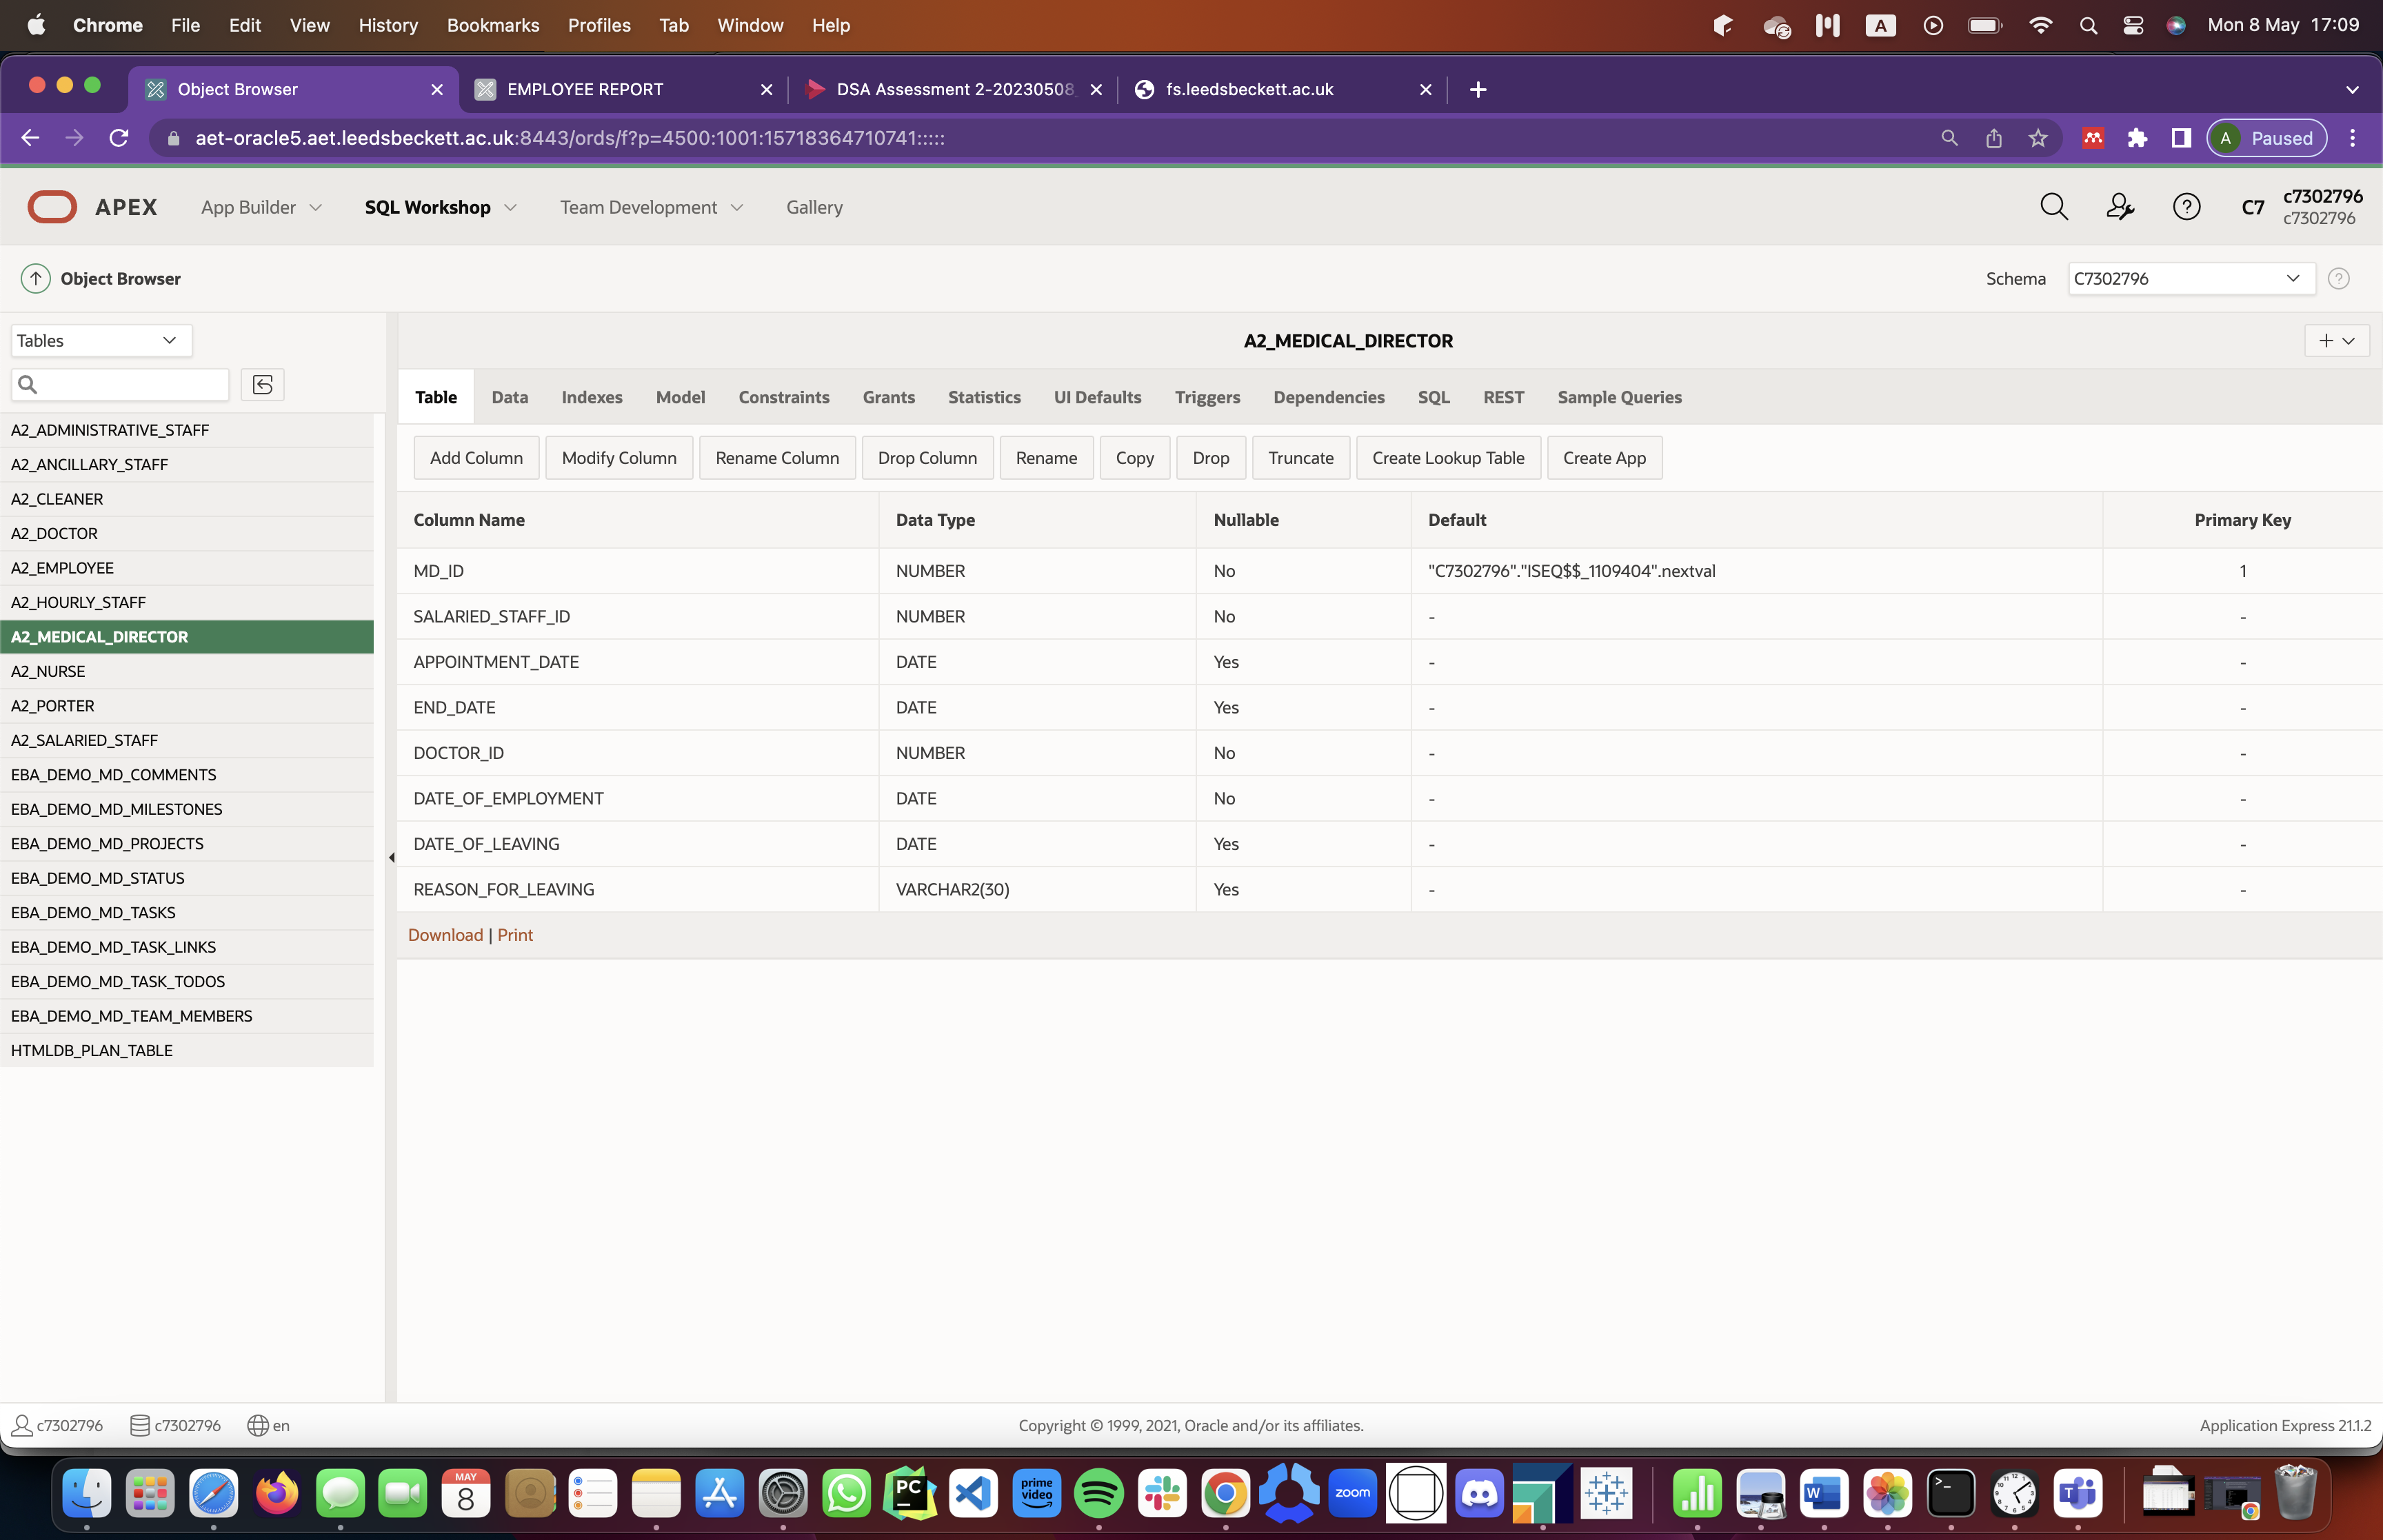 Chrome File Edit View History Bookmarks Profiles Tab Window Help A Mon 8 May 17:09
Object Browser EMPLOYEE REPORT DSA Assessment 2-20230508 fs.leedsbeckett.ac.uk
aet-oracle5.aet.leedsbeckett.ac.uk:8443/ords/f?p=4500:1001:15718364710741::::: A Paused
APEX App Builder SQL Workshop Team Development Gallery C7 c7302796
c7302796
Object Browser Schema C7302796
Tables A2_MEDICAL_DIRECTOR
Table Data Indexes Model Constraints Grants Statistics UI Defaults Triggers Dependencies SQL REST Sample Queries
Add Column Modify Column Rename Column Drop Column Rename Copy Drop Truncate Create Lookup Table Create App
A2_ADMINISTRATIVE_STAFF
A2_ANCILLARY_STAFF
A2_CLEANER
A2_DOCTOR
A2_EMPLOYEE
A2_HOURLY_STAFF
A2_MEDICAL_DIRECTOR
A2_NURSE
A2_PORTER
A2_SALARIED_STAFF
EBA_DEMO_MD_COMMENTS
EBA_DEMO_MD_MILESTONES
EBA_DEMO_MD_PROJECTS
EBA_DEMO_MD_STATUS
EBA_DEMO_MD_TASKS
EBA_DEMO_MD_TASK_LINKS
EBA_DEMO_MD_TASK_TODOS
EBA_DEMO_MD_TEAM_MEMBERS
HTMLDB_PLAN_TABLE
Column Name Data Type Nullable Default Primary Key
MD_ID NUMBER No "C7302796"."ISEQ$$_1109404".nextval 1
SALARIED_STAFF_ID NUMBER No - -
APPOINTMENT_DATE DATE Yes - -
END_DATE DATE Yes - -
DOCTOR_ID NUMBER No - -
DATE_OF_EMPLOYMENT DATE No - -
DATE_OF_LEAVING DATE Yes - -
REASON_FOR_LEAVING VARCHAR2(30) Yes - -
Download | Print
c7302796 c7302796 en Copyright © 1999, 2021, Oracle and/or its affiliates. Application Express 21.1.2
MAY
8
PC
prime video
zoom
W
T